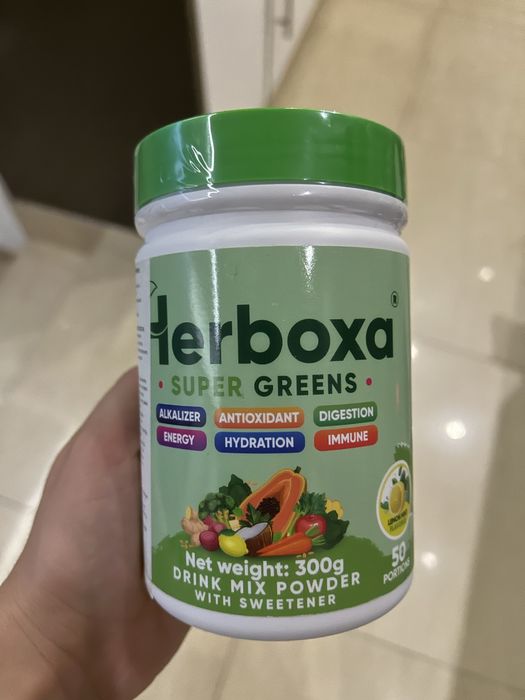 Herboxa
®
• SUPER GREENS •
ALKALIZER ANTIOXIDANT DIGESTION
ENERGY HYDRATION IMMUNE
LEMON
50
PORTIONS
Net weight: 300g
DRINK MIX POWDER
WITH SWEETENER